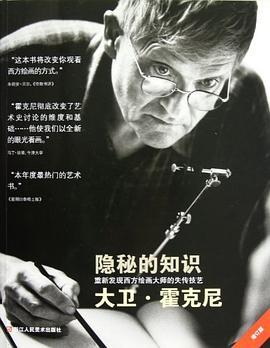 “这本书将改变你观看
西方绘画的方式。”
“霍克尼彻底改变了艺
术史讨论的维度和基
础……他使我们以全新
的眼光看画。”
“本年度最热门的艺术
书。”
隐秘的知识
重新发现西方绘画大师的失传技艺
大卫·霍克尼
浙江人民美术出版社
增订版